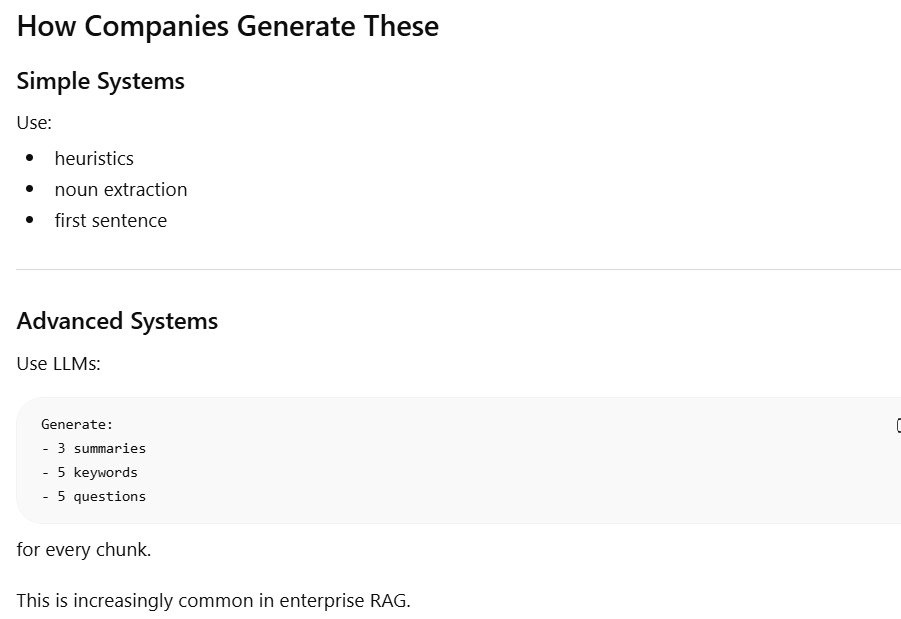 How Companies Generate These
Simple Systems
Use:
• heuristics
• noun extraction
• first sentence
Advanced Systems
Use LLMs:
Generate:
- 3 summaries
- 5 keywords
- 5 questions
for every chunk.
This is increasingly common in enterprise RAG.